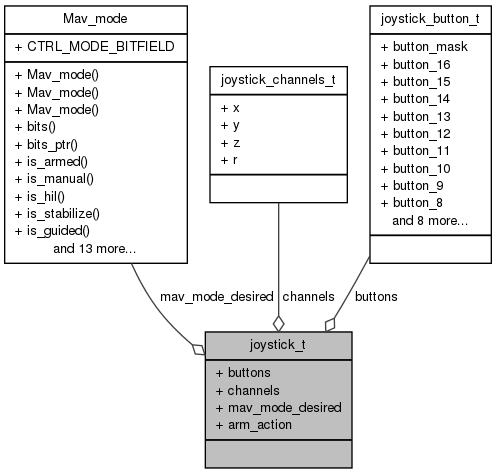 Mav_mode
+ CTRL_MODE_BITFIELD
+ Mav_mode()
+ Mav_mode()
+ Mav_mode()
+ bits()
+ bits_ptr()
+ is_armed()
+ is_manual()
+ is_hil()
+ is_stabilize()
+ is_guided()
and 13 more...
joystick_channels_t
+ x
+ y
+ z
+ r
joystick_button_t
+ button_mask
+ button_16
+ button_15
+ button_14
+ button_13
+ button_12
+ button_11
+ button_10
+ button_9
+ button_8
and 8 more...
mav_mode_desired
channels
buttons
joystick_t
+ buttons
+ channels
+ mav_mode_desired
+ arm_action